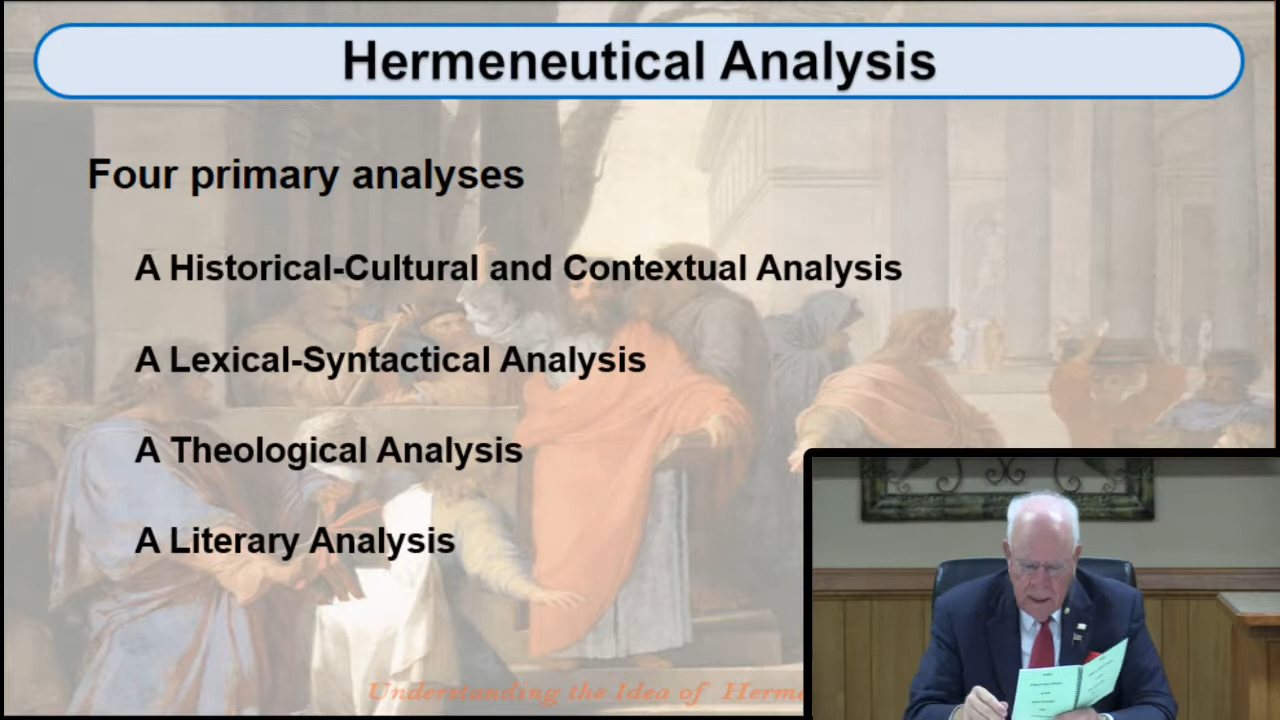 Hermeneutical Analysis
Four primary analyses
A Historical-Cultural and Contextual Analysis
A Lexical-Syntactical Analysis
A Theological Analysis
A Literary Analysis
Understanding the Idea of Herme